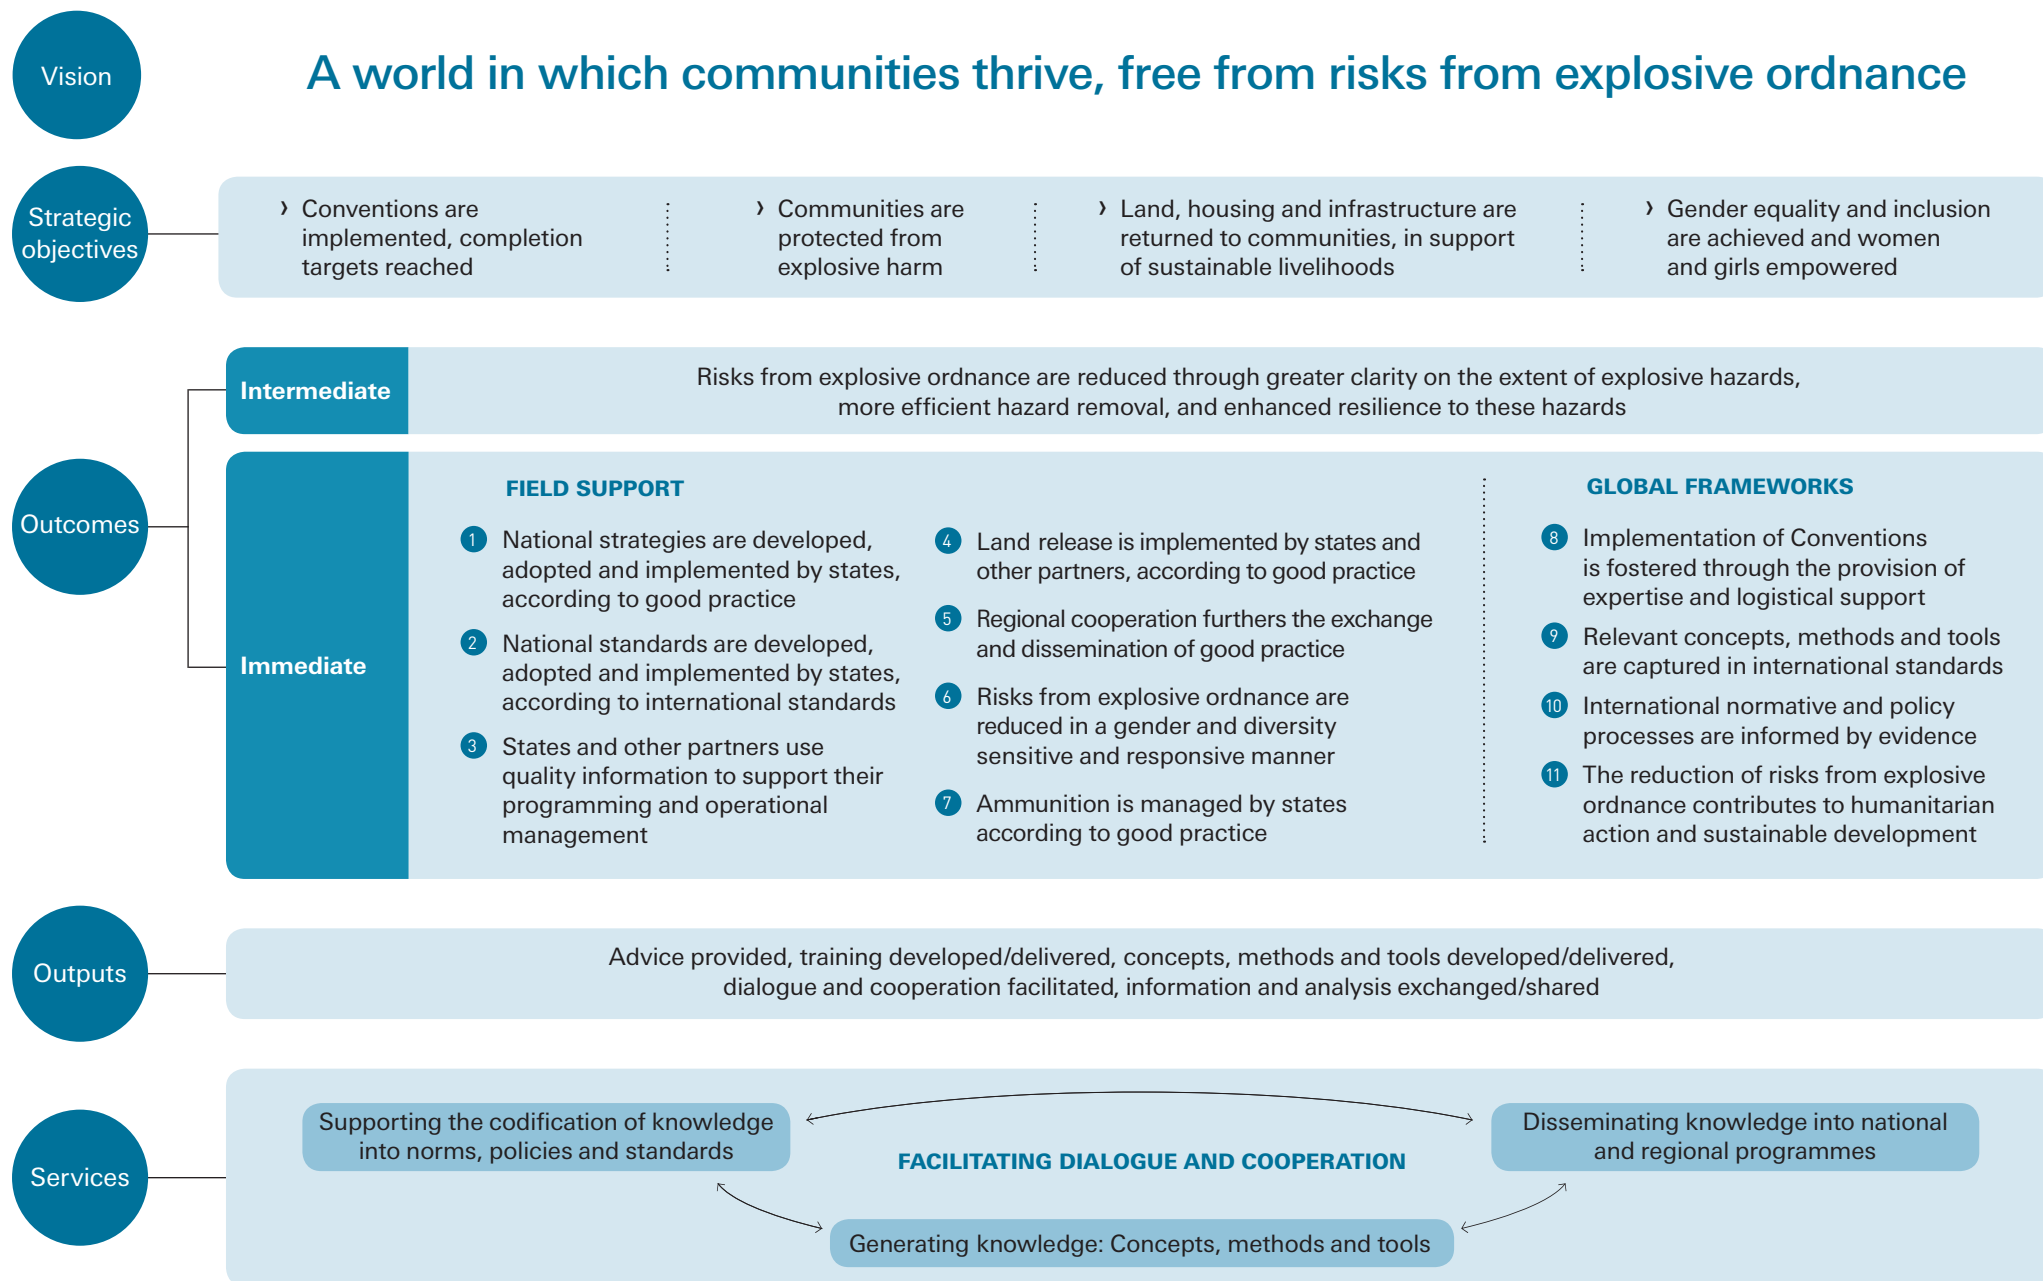 Vision
A world in which communities thrive, free from risks from explosive ordnance
Strategic
objectives
› Conventions are
implemented, completion
targets reached
› Communities are
protected from
explosive harm
› Land, housing and infrastructure are
returned to communities, in support
of sustainable livelihoods
› Gender equality and inclusion
are achieved and women
and girls empowered
Outcomes
Intermediate
Risks from explosive ordnance are reduced through greater clarity on the extent of explosive hazards,
more efficient hazard removal, and enhanced resilience to these hazards
Immediate
FIELD SUPPORT
1 National strategies are developed,
adopted and implemented by states,
according to good practice
2 National standards are developed,
adopted and implemented by states,
according to international standards
3 States and other partners use
quality information to support their
programming and operational
management
4 Land release is implemented by states and
other partners, according to good practice
5 Regional cooperation furthers the exchange
and dissemination of good practice
6 Risks from explosive ordnance are
reduced in a gender and diversity
sensitive and responsive manner
7 Ammunition is managed by states
according to good practice
GLOBAL FRAMEWORKS
8 Implementation of Conventions
is fostered through the provision of
expertise and logistical support
9 Relevant concepts, methods and tools
are captured in international standards
10 International normative and policy
processes are informed by evidence
11 The reduction of risks from explosive
ordnance contributes to humanitarian
action and sustainable development
Outputs
Advice provided, training developed/delivered, concepts, methods and tools developed/delivered,
dialogue and cooperation facilitated, information and analysis exchanged/shared
Services
Supporting the codification of knowledge
into norms, policies and standards
FACILITATING DIALOGUE AND COOPERATION
Disseminating knowledge into national
and regional programmes
Generating knowledge: Concepts, methods and tools